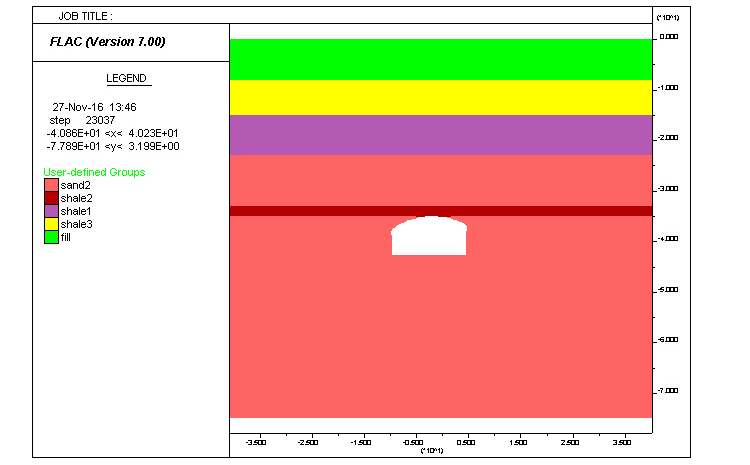 JOB TITLE :
FLAC (Version 7.00)
LEGEND
27-Nov-16 13:46
step 23037
-4.086E+01 <x< 4.023E+01
-7.789E+01 <y< 3.199E+00
User-defined Groups
sand2
shale2
shale1
shale3
fill
(*10^1)
0.000
-1.000
-2.000
-3.000
-4.000
-5.000
-6.000
-7.000
-3.500 -2.500 -1.500 -0.500 0.500 1.500 2.500 3.500
(*10^1)